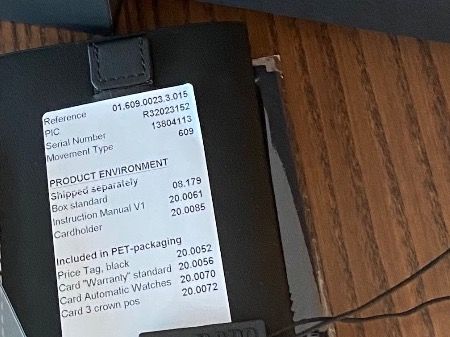 Reference 01.609.0023.3.015
PIC R32023152
Serial Number 13804113
Movement Type 609
PRODUCT ENVIRONMENT
Shipped separately
Box standard 08.179
Instruction Manual V1 20.0061
Cardholder 20.0085
Included in PET-packaging
Price Tag, black 20.0052
Card "Warranty" standard 20.0056
Card Automatic Watches 20.0070
Card 3 crown pos 20.0072